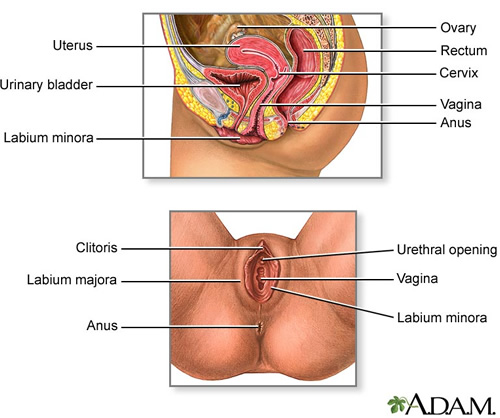 Ovary
Uterus
Rectum
Cervix
Urinary bladder
Vagina
Anus
Labium minora
Clitoris
Urethral opening
Labium majora
Vagina
Labium minora
Anus
A.D.A.M.